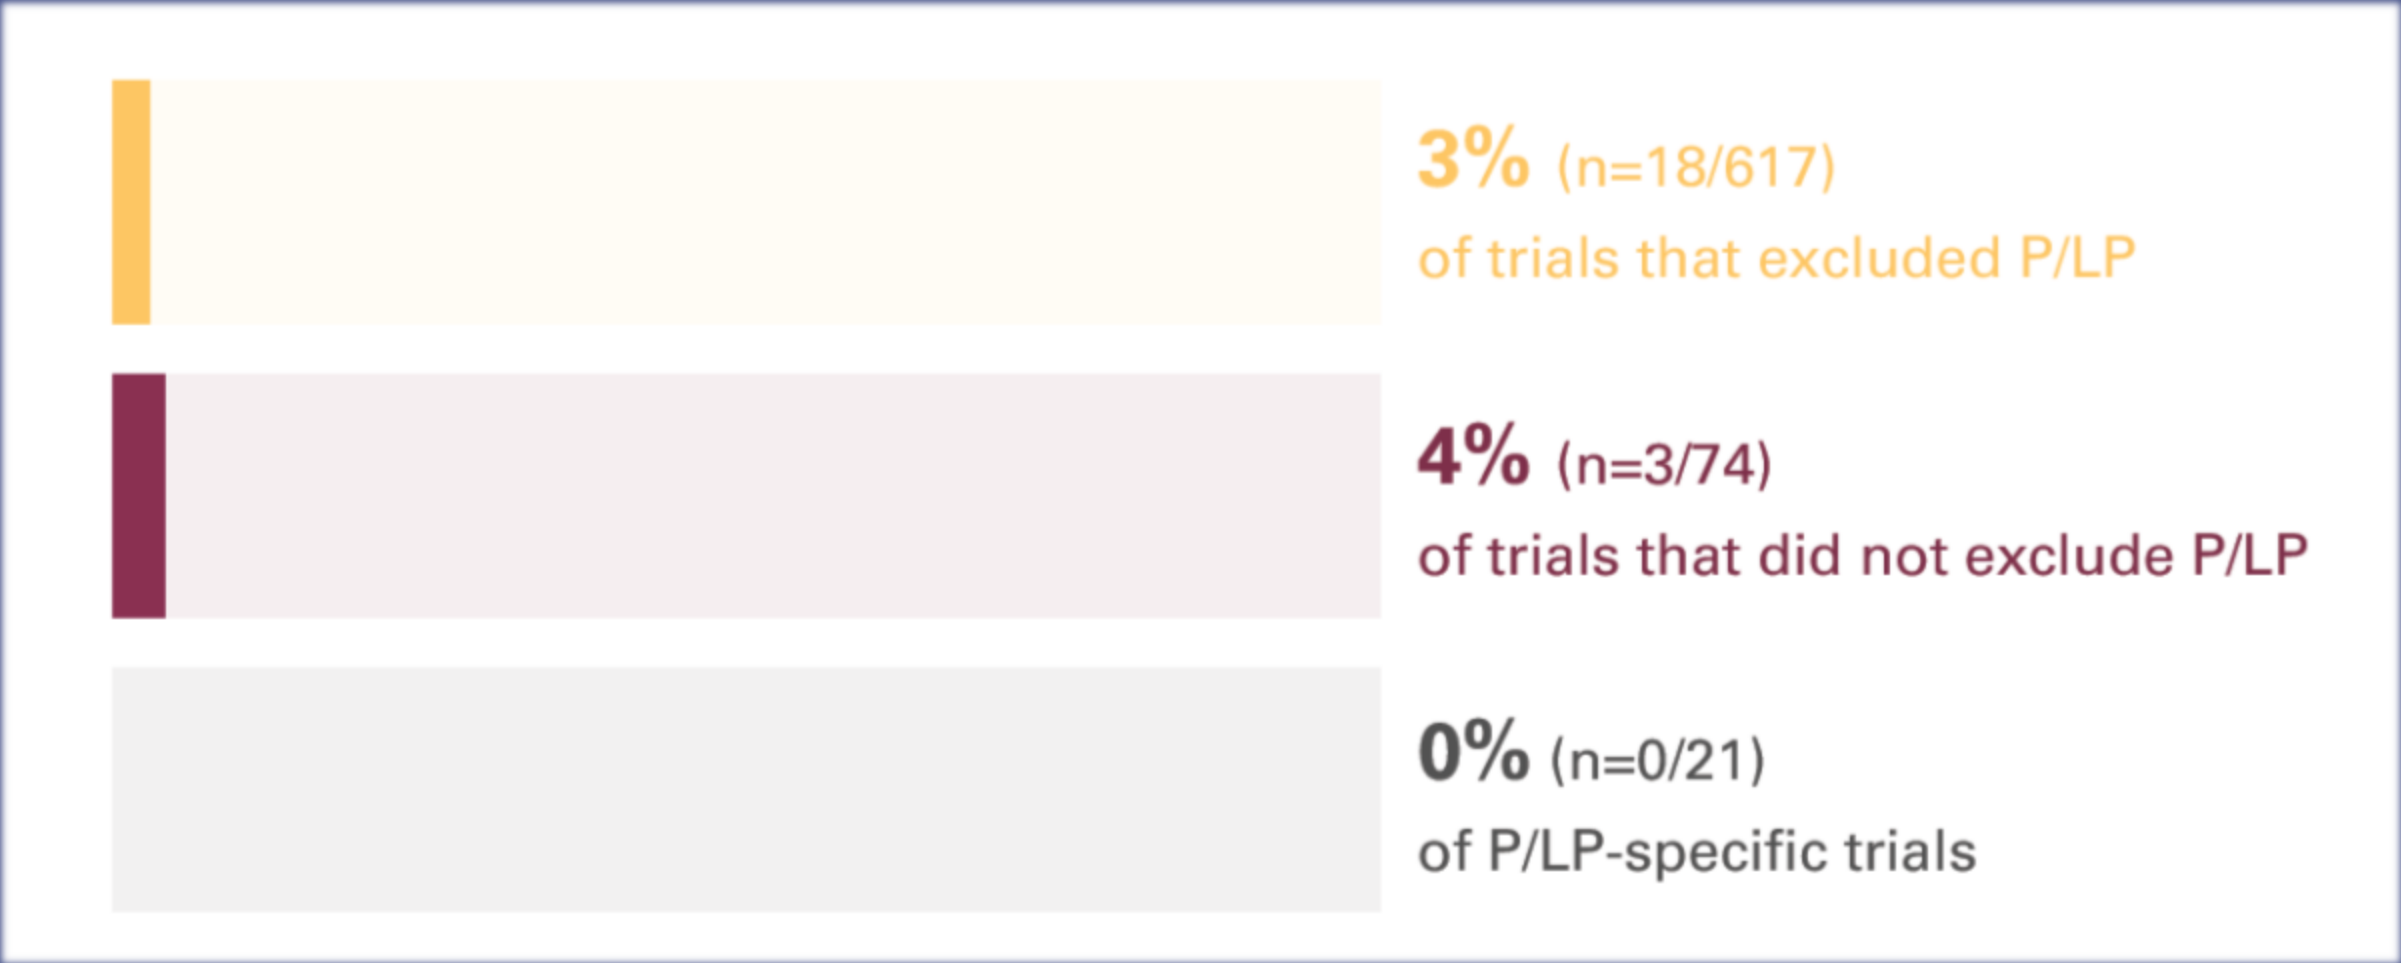 3% (n=18/617)
of trials that excluded P/LP
4% (n=3/74)
of trials that did not exclude P/LP
0% (n=0/21)
of P/LP-specific trials